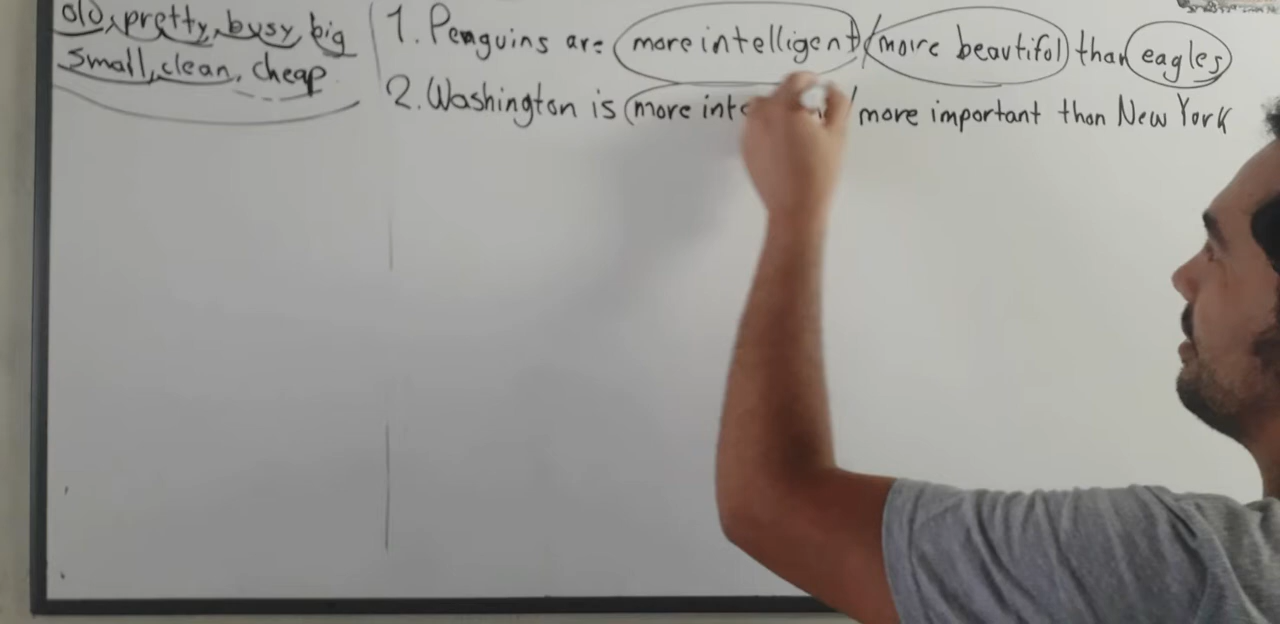 old, pretty, busy, big
small, clean, cheap
1. Penguins are more intelligent / more beautiful than eagles
2. Washington is more / more important than New York